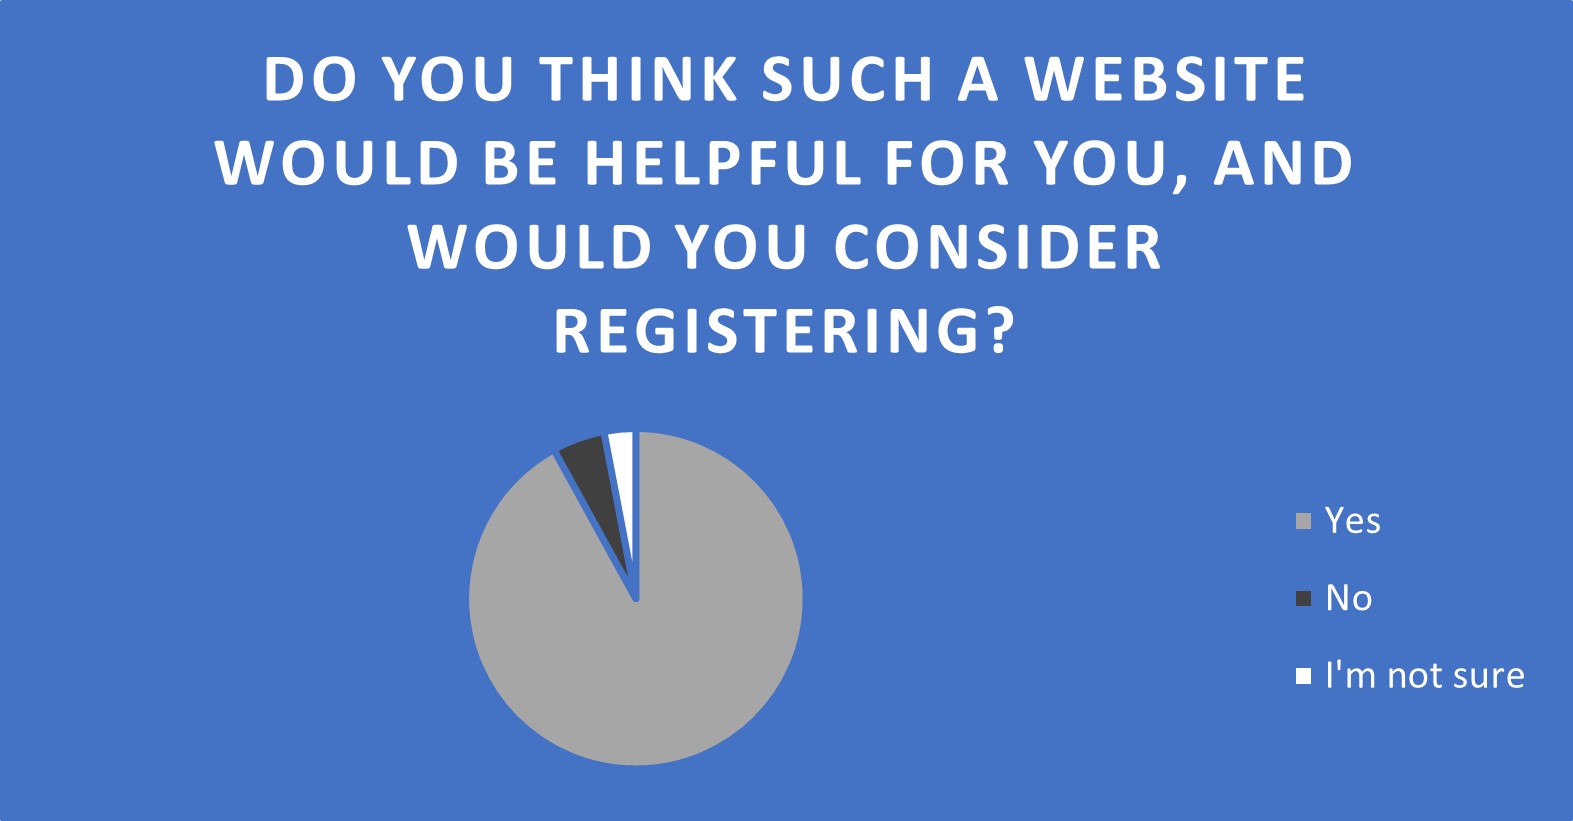 DO YOU THINK SUCH A WEBSITE
WOULD BE HELPFUL FOR YOU, AND
WOULD YOU CONSIDER
REGISTERING?
Yes
No
I'm not sure